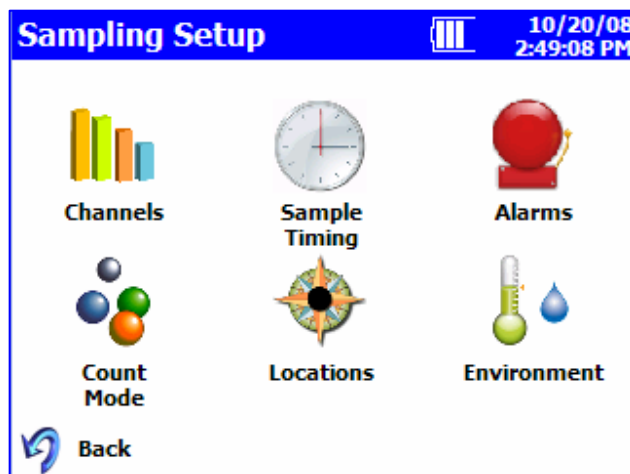 Sampling Setup
10/20/08
2:49:08 PM
Channels
Sample
Timing
Alarms
Count
Mode
Locations
Environment
Back